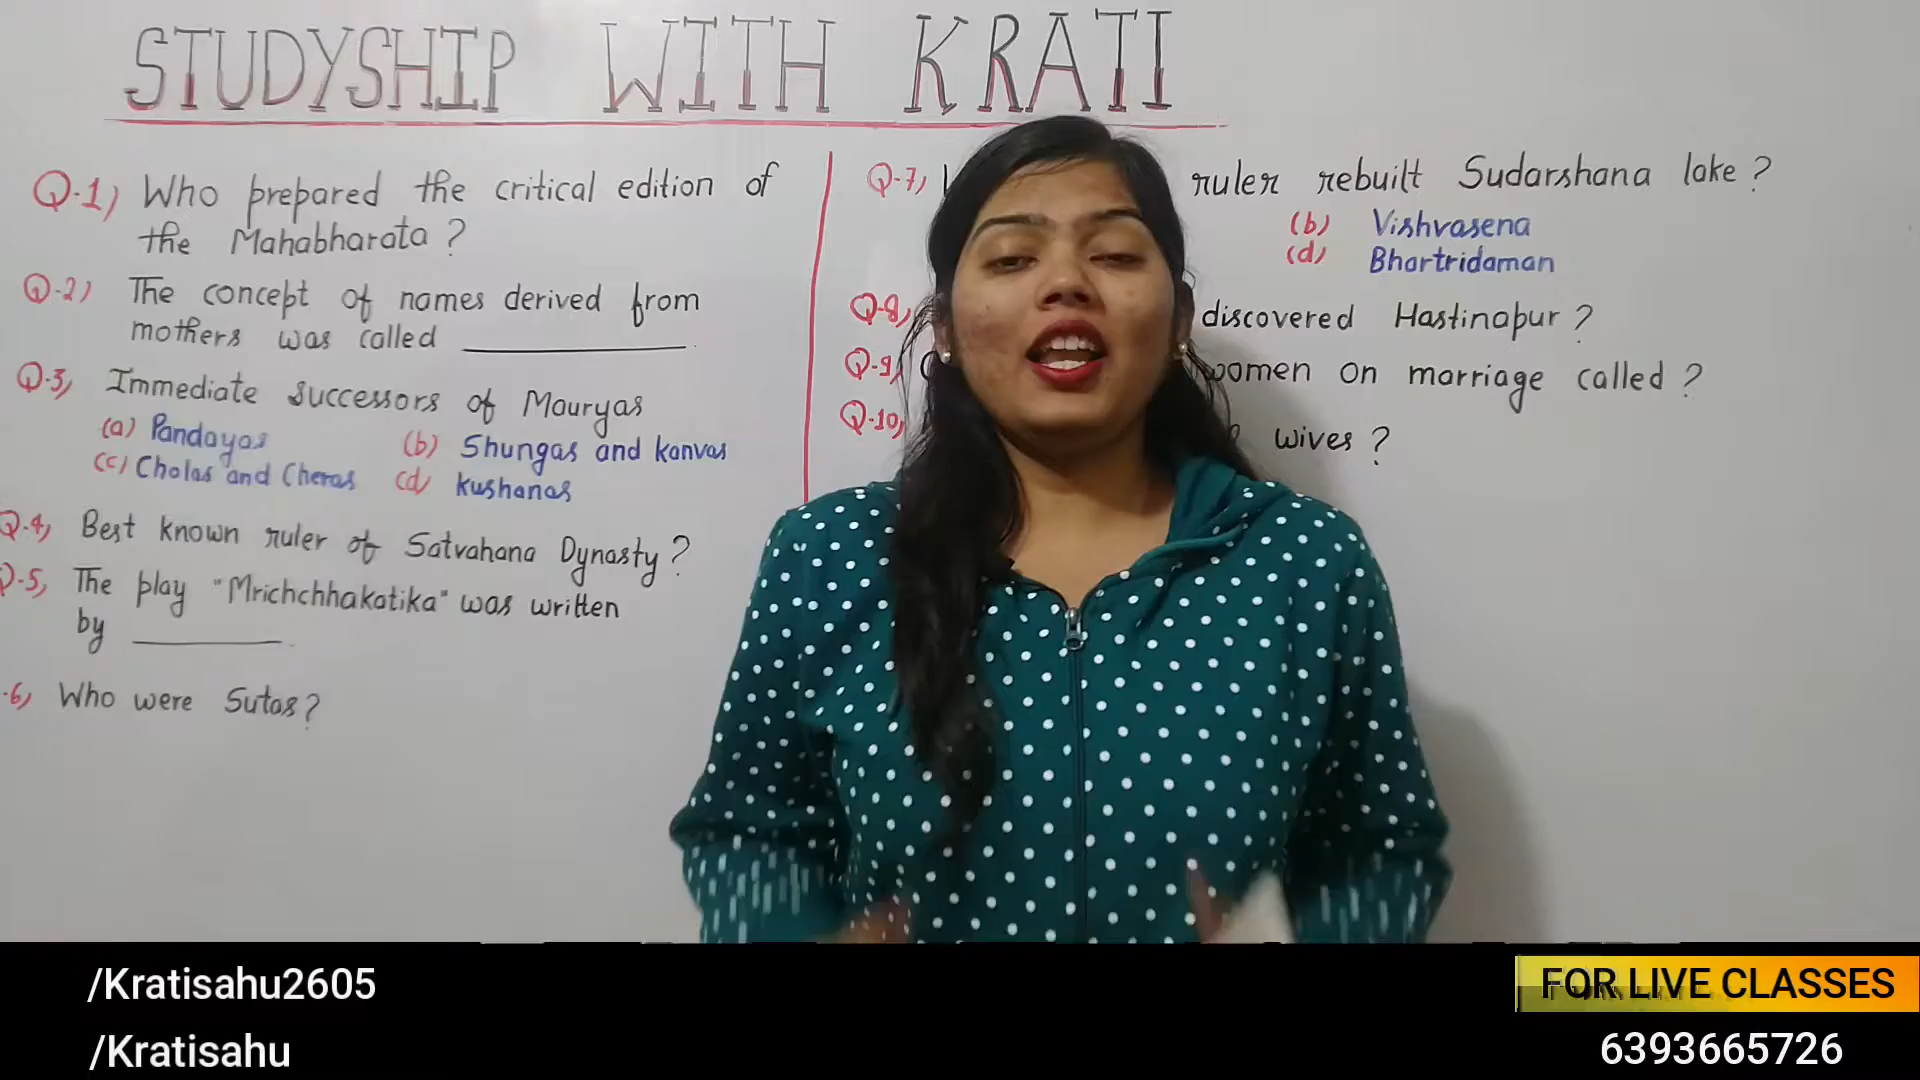 STUDYSHIP WITH KRATI
Q.1) Who prepared the critical edition of
the Mahabharata ?
Q.2) The concept of names derived from
mothers was called ________
Q.3, Immediate successors of Mauryas
(a) Pandayas (b) Shungas and kanvas
(c) Cholas and Cheras (d) kushanas
Q.4, Best known ruler of Satvahana Dynasty ?
Q.5, The play "Mrichchhakatika" was written
by ________
.6, Who were Sutas ?
Q.7, ruler rebuilt Sudarshana lake ?
(b) Vishvasena
(d) Bhartridaman
Q.8, discovered Hastinapur ?
Q.9, women on marriage called ?
Q.10, wives ?
/Kratisahu2605
/Kratisahu
FOR LIVE CLASSES
6393665726